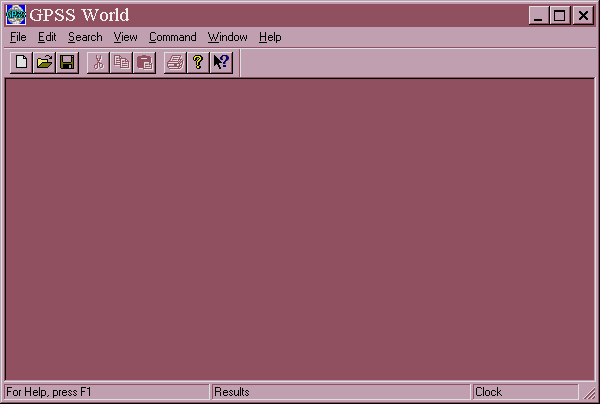 GPSS World
File Edit Search View Command Window Help
For Help, press F1 Results Clock